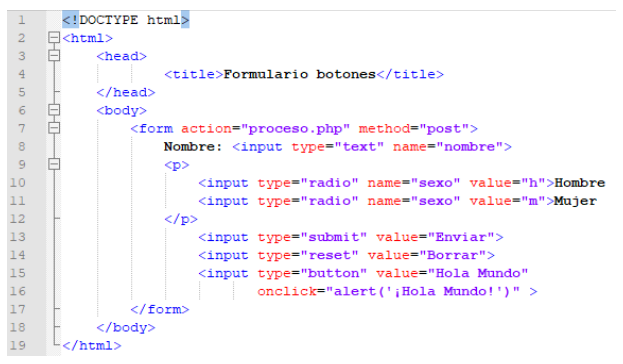 1 <!DOCTYPE html>
2 <html>
3 <head>
4 <title>Formulario botones</title>
5 </head>
6 <body>
7 <form action="proceso.php" method="post">
8 Nombre: <input type="text" name="nombre">
9 <p>
10 <input type="radio" name="sexo" value="h">Hombre
11 <input type="radio" name="sexo" value="m">Mujer
12 </p>
13 <input type="submit" value="Enviar">
14 <input type="reset" value="Borrar">
15 <input type="button" value="Hola Mundo"
16 onclick="alert('¡Hola Mundo!')" >
17 </form>
18 </body>
19 </html>